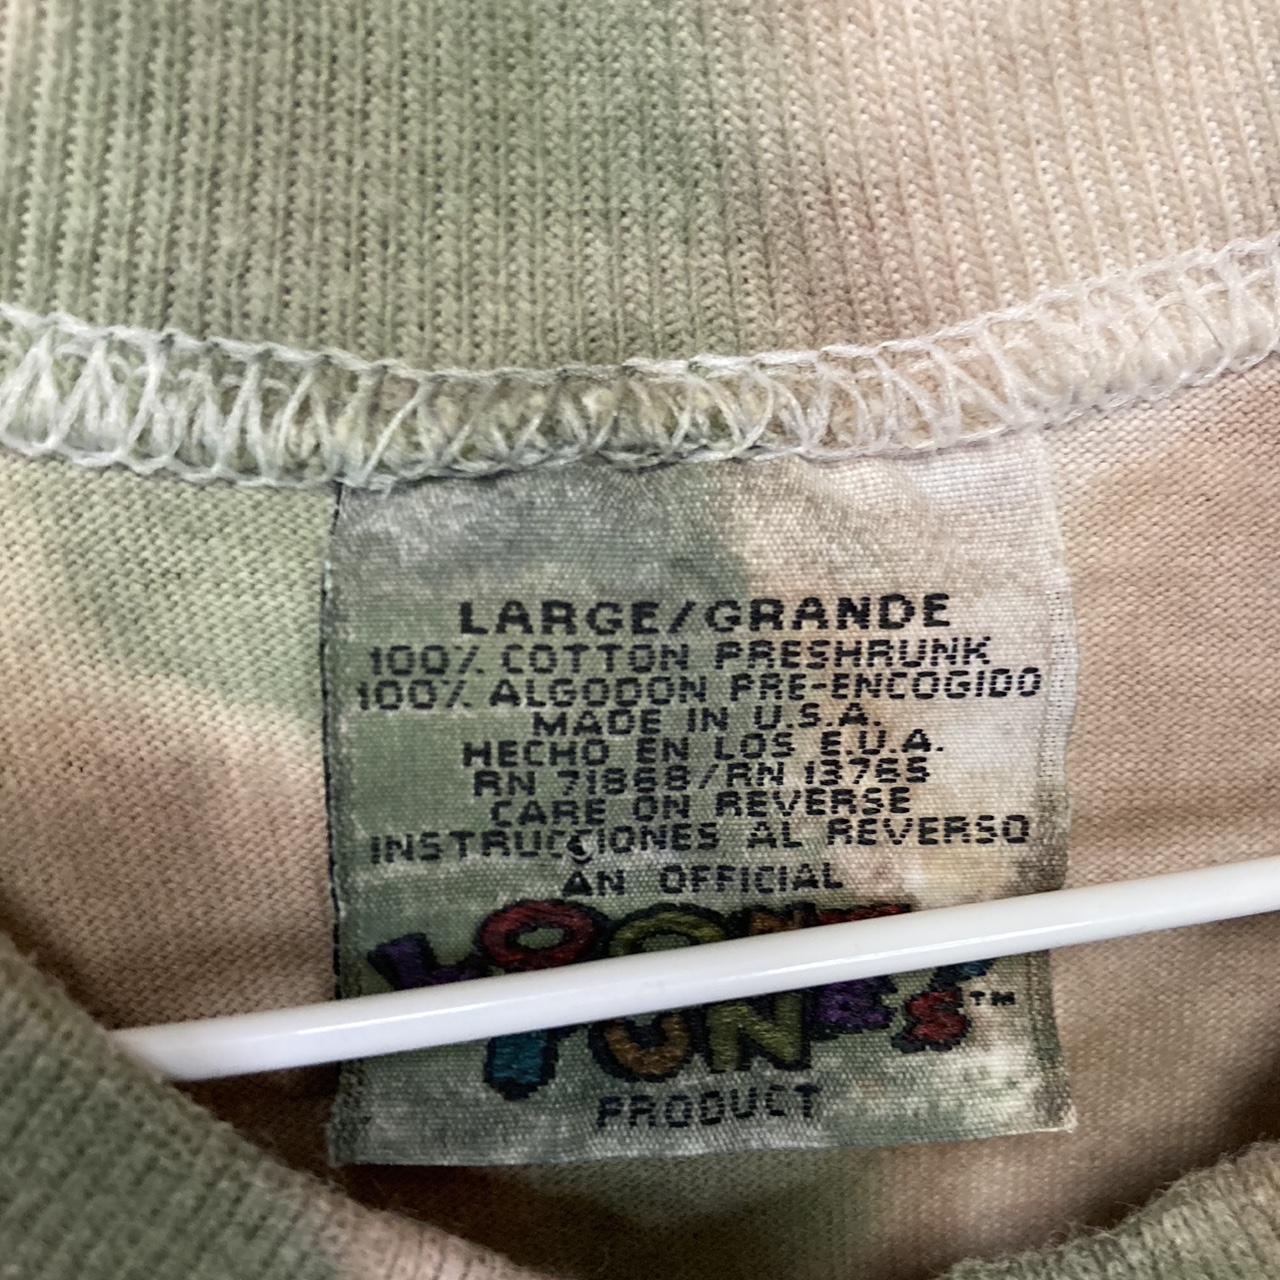 LARGE/GRANDE
100% COTTON PRESHRUNK
100% ALGODON PRE-ENCOGIDO
MADE IN U.S.A.
HECHO EN LOS E.U.A.
RN 71868/RN 13765
CARE ON REVERSE
INSTRUCCIONES AL REVERSO
AN OFFICIAL
LOONEY
TUNES™
PRODUCT